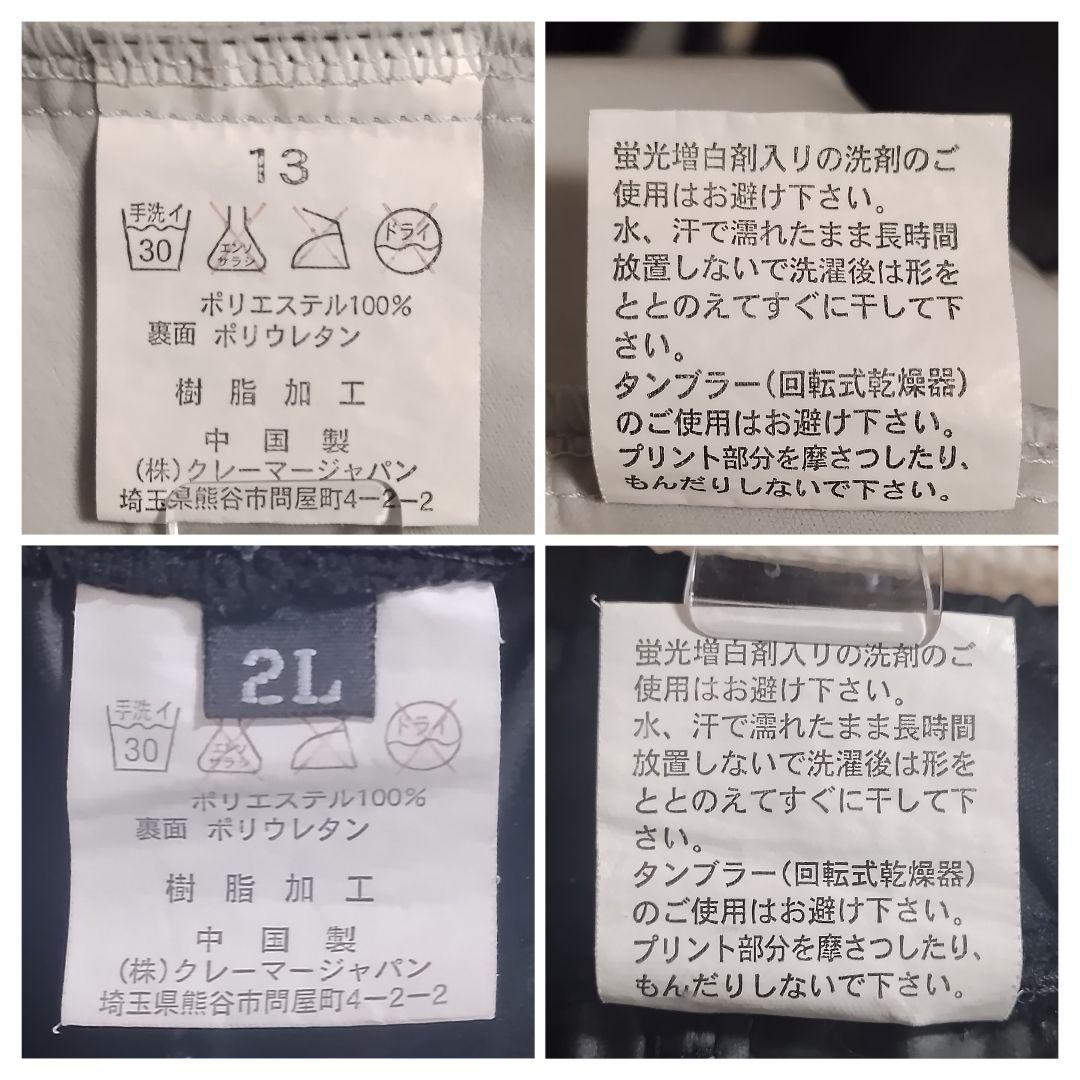 13
手洗イ
30
エンソ
サラシ
ドライ
ポリエステル100%
裏面 ポリウレタン
樹脂加工
中国製
(株)クレーマージャパン
埼玉県熊谷市問屋町4-2-2
蛍光増白剤入りの洗剤のご
使用はお避け下さい。
水、汗で濡れたまま長時間
放置しないで洗濯後は形を
ととのえてすぐに干して下
さい。
タンブラー(回転式乾燥器)
のご使用はお避け下さい。
プリント部分を摩さつしたり、
もんだりしないで下さい。
2L
手洗イ
30
エンソ
サラシ
ドライ
ポリエステル100%
裏面 ポリウレタン
樹脂加工
中国製
(株)クレーマージャパン
埼玉県熊谷市問屋町4-2-2
蛍光増白剤入りの洗剤のご
使用はお避け下さい。
水、汗で濡れたまま長時間
放置しないで洗濯後は形を
ととのえてすぐに干して下
さい。
タンブラー(回転式乾燥器)
のご使用はお避け下さい。
プリント部分を摩さつしたり、
もんだりしないで下さい。